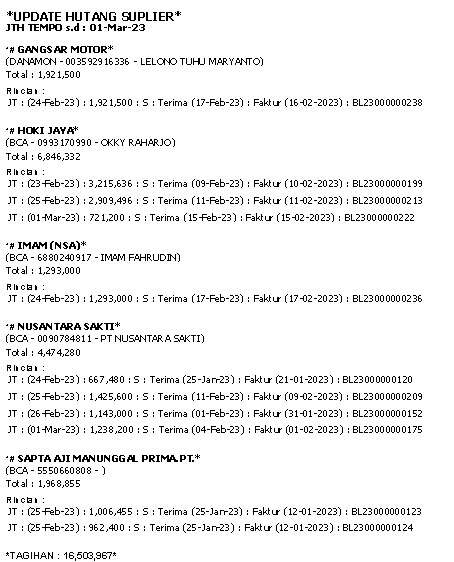 *UPDATE HUTANG SUPLIER*
JTH TEMPO s.d : 01-Mar-23
*# GANGSAR MOTOR*
(DANAMON - 003592916336 - LELONO TUHU MARYANTO)
Total : 1,921,500
Rincian :
JT : (24-Feb-23) : 1,921,500 : S : Terima (17-Feb-23) : Faktur (16-02-2023) : BL23000000238
*# HOKI JAYA*
(BCA - 0993170990 - OKKY RAHARJO)
Total : 6,846,332
Rincian :
JT : (23-Feb-23) : 3,215,636 : S : Terima (09-Feb-23) : Faktur (10-02-2023) : BL23000000199
JT : (25-Feb-23) : 2,909,496 : S : Terima (11-Feb-23) : Faktur (11-02-2023) : BL23000000213
JT : (01-Mar-23) : 721,200 : S : Terima (15-Feb-23) : Faktur (15-02-2023) : BL23000000222
*# IMAM (NSA)*
(BCA - 6880240917 - IMAM FAHRUDIN)
Total : 1,293,000
Rincian :
JT : (24-Feb-23) : 1,293,000 : S : Terima (17-Feb-23) : Faktur (17-02-2023) : BL23000000236
*# NUSANTARA SAKTI*
(BCA - 0090784811 - PT NUSANTARA SAKTI)
Total : 4,474,280
Rincian :
JT : (24-Feb-23) : 667,480 : S : Terima (25-Jan-23) : Faktur (21-01-2023) : BL23000000120
JT : (25-Feb-23) : 1,425,600 : S : Terima (11-Feb-23) : Faktur (09-02-2023) : BL23000000209
JT : (26-Feb-23) : 1,143,000 : S : Terima (01-Feb-23) : Faktur (31-01-2023) : BL23000000152
JT : (01-Mar-23) : 1,238,200 : S : Terima (04-Feb-23) : Faktur (01-02-2023) : BL23000000175
*# SAPTA AJI MANUNGGAL PRIMA.PT.*
(BCA - 5550660808 - )
Total : 1,968,855
Rincian :
JT : (25-Feb-23) : 1,006,455 : S : Terima (25-Jan-23) : Faktur (12-01-2023) : BL23000000123
JT : (25-Feb-23) : 962,400 : S : Terima (25-Jan-23) : Faktur (12-01-2023) : BL23000000124
*TAGIHAN : 16,503,967*